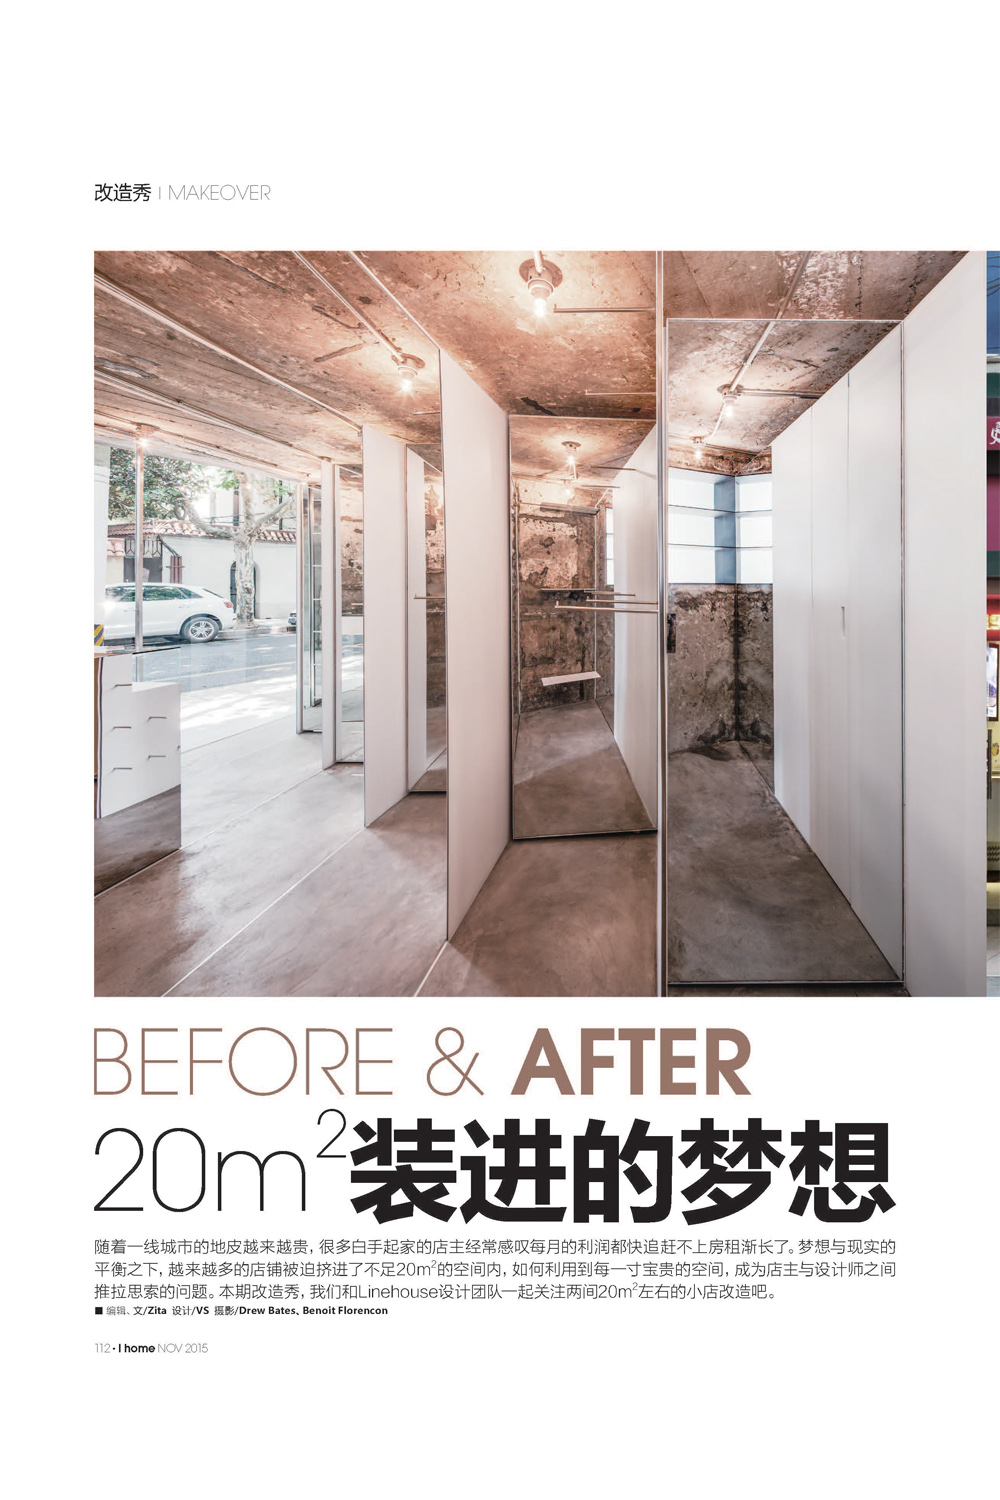 改造秀 | MAKEOVER
BEFORE & AFTER
20m²装进的梦想
随着一线城市的地皮越来越贵，很多白手起家的店主经常感叹每月的利润都快追赶不上房租渐长了。梦想与现实的
平衡之下，越来越多的店铺被迫挤进了不足20m²的空间内，如何利用到每一寸宝贵的空间，成为店主与设计师之间
推拉思索的问题。本期改造秀，我们和Linehouse设计团队一起关注两间20m²左右的小店改造吧。
■ 编辑、文/Zita 设计/VS 摄影/Drew Bates、Benoit Florencon
112 • I home NOV 2015